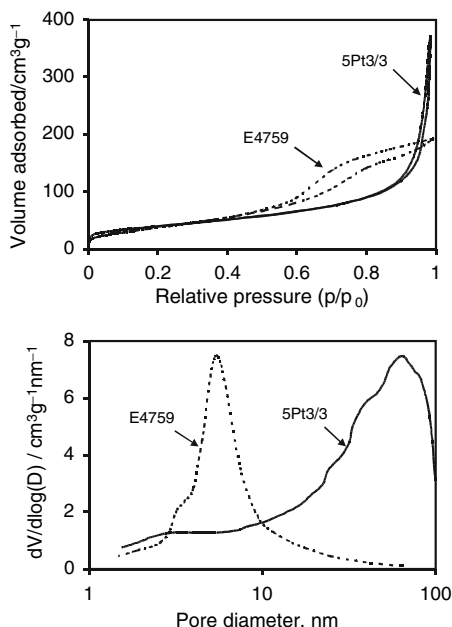 400
300
200
100
0
Volume adsorbed/cm³g⁻¹
5Pt3/3
E4759
0 0.2 0.4 0.6 0.8 1
Relative pressure (p/p₀)
8
6
4
2
0
dV/dlog(D) / cm³g⁻¹nm⁻¹
E4759
5Pt3/3
1 10 100
Pore diameter, nm